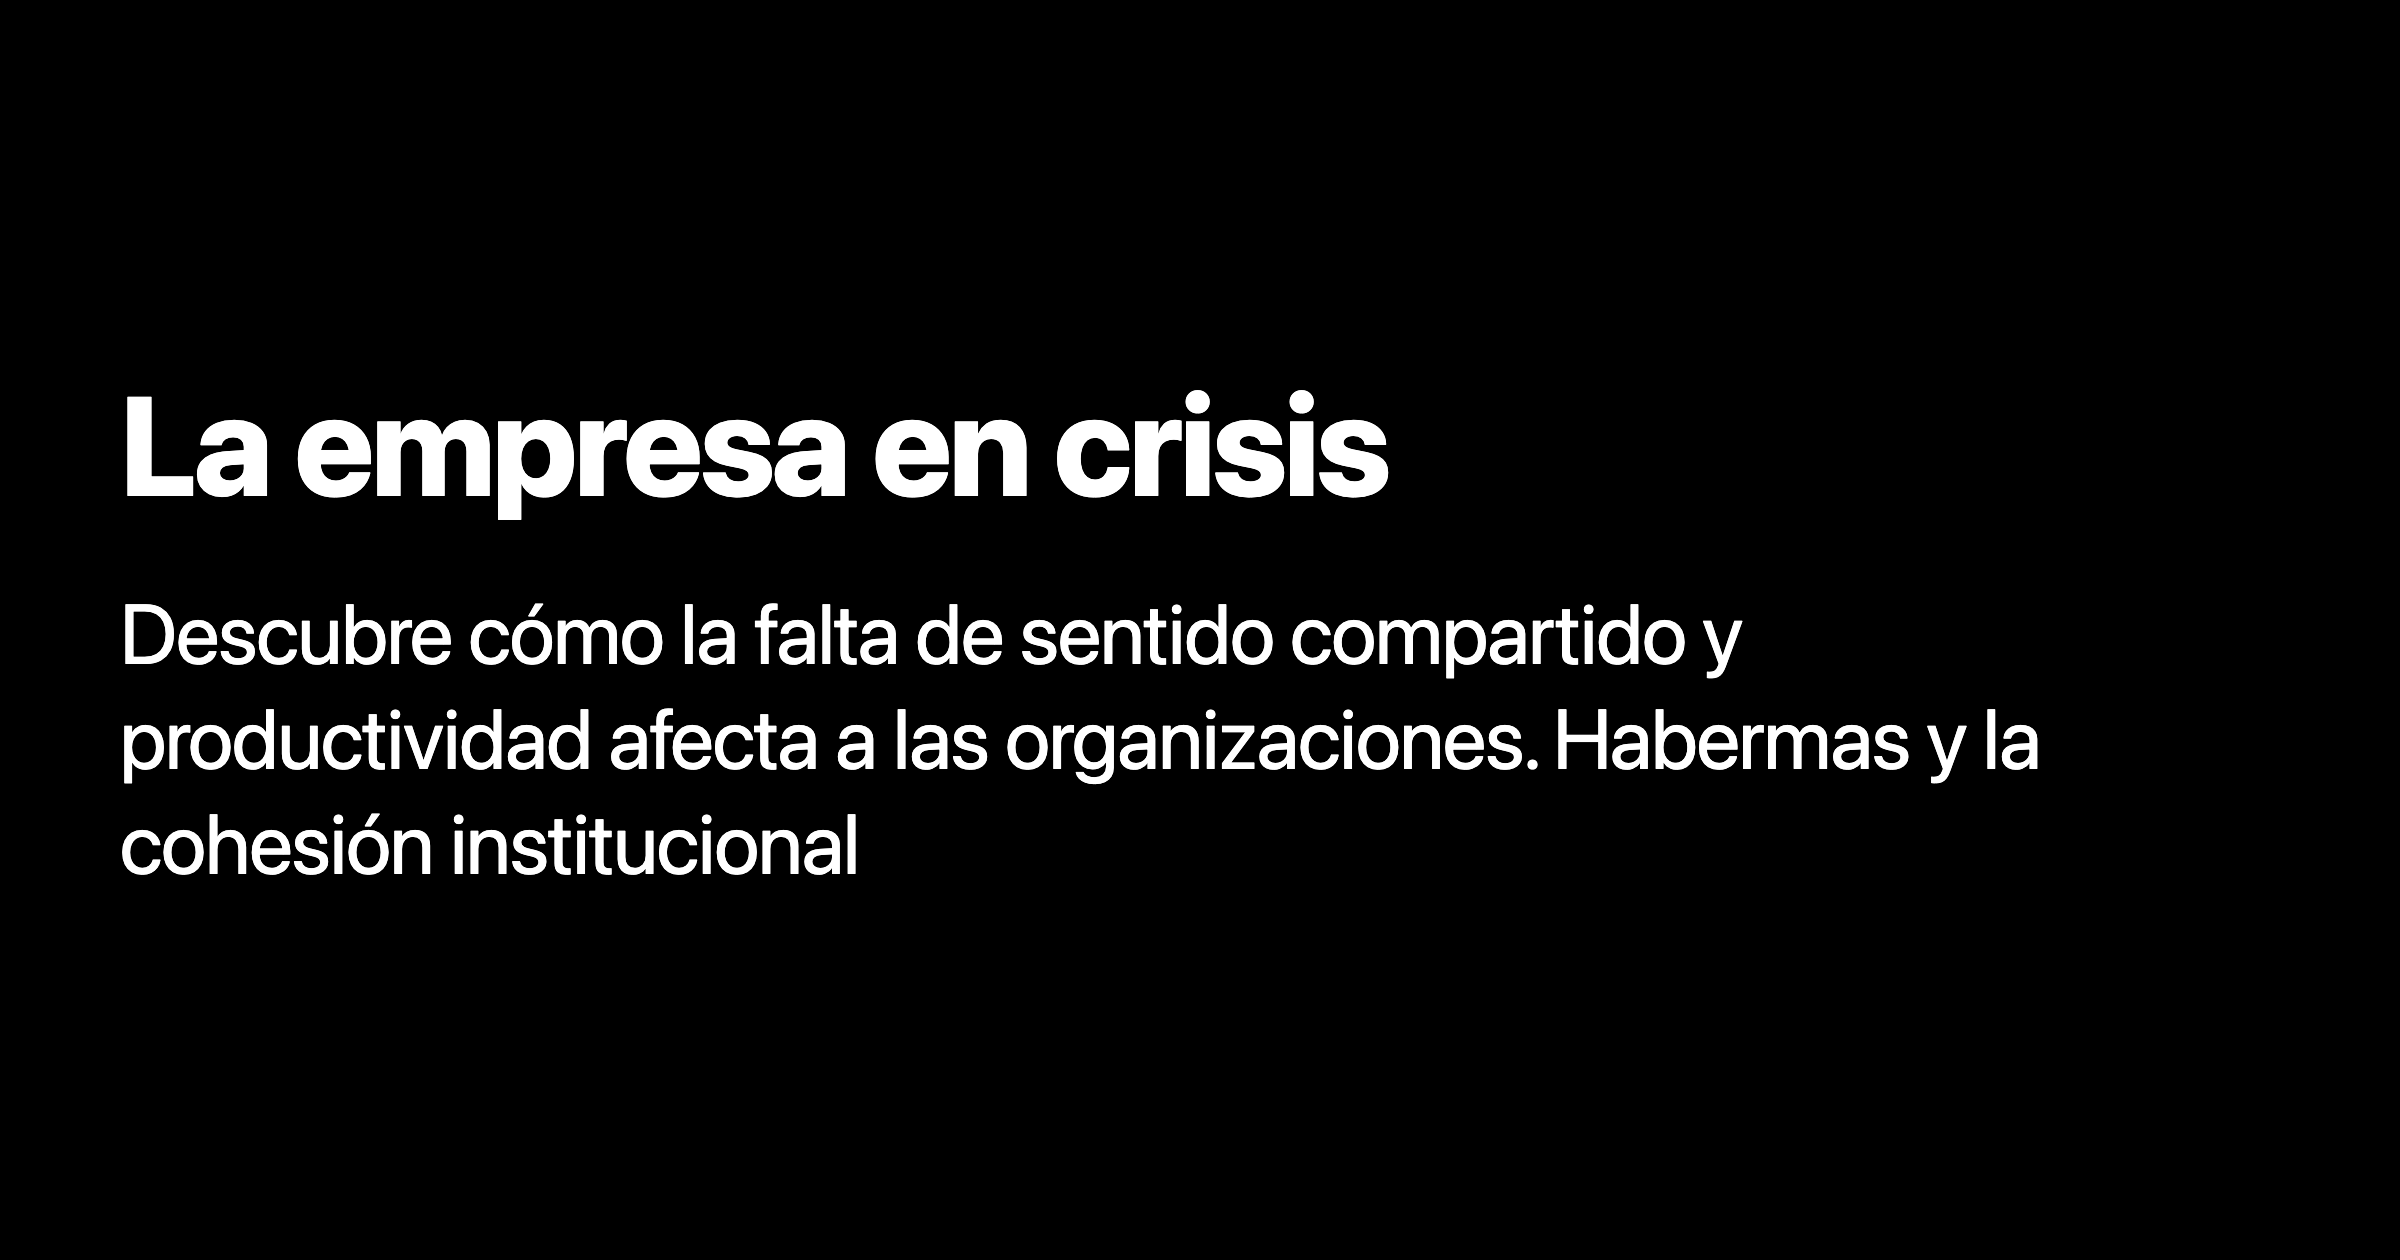 La empresa en crisis
Descubre cómo la falta de sentido compartido y
productividad afecta a las organizaciones. Habermas y la
cohesión institucional